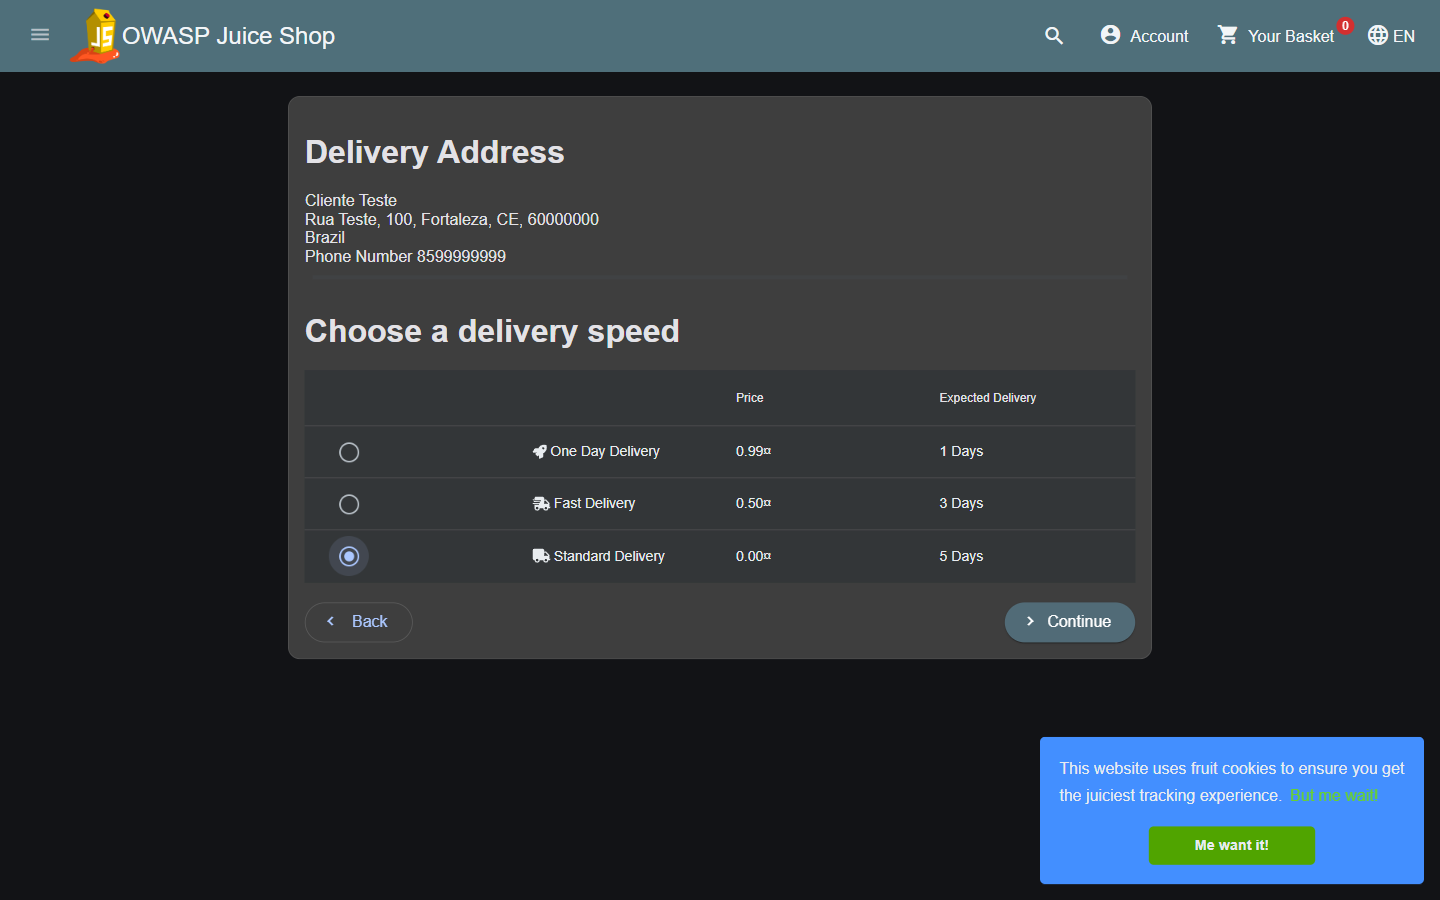 OWASP Juice Shop
Account
Your Basket 0
EN
Delivery Address
Cliente Teste
Rua Teste, 100, Fortaleza, CE, 60000000
Brazil
Phone Number 8599999999
Choose a delivery speed
Price Expected Delivery
One Day Delivery 0.99¤ 1 Days
Fast Delivery 0.50¤ 3 Days
Standard Delivery 0.00¤ 5 Days
Back
Continue
This website uses fruit cookies to ensure you get
the juiciest tracking experience. But me wait!
Me want it!